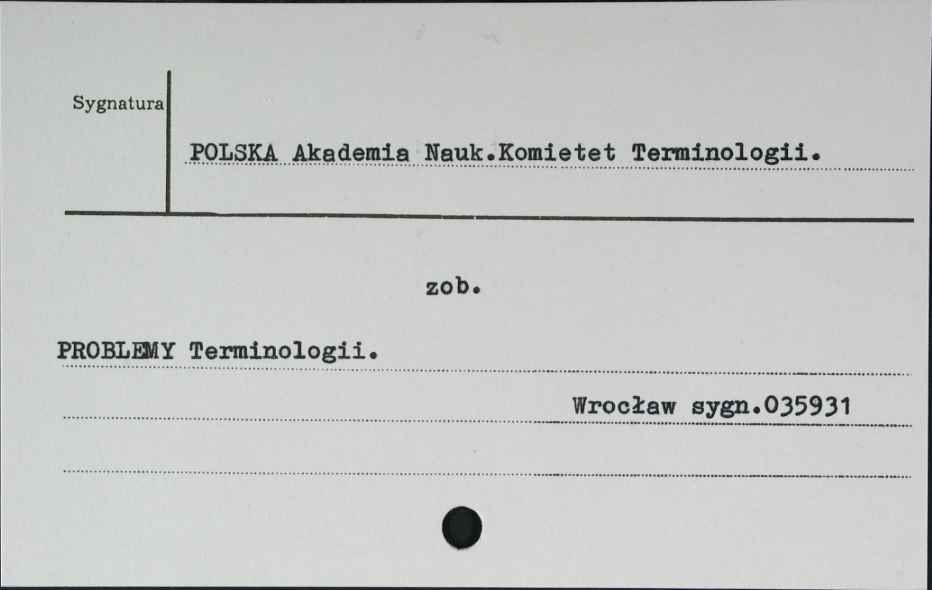 Sygnatura
POLSKA Akademia Nauk.Komietet Terminologii.
zob.
PROBLEMY Terminologii.
Wrocław sygn.035931